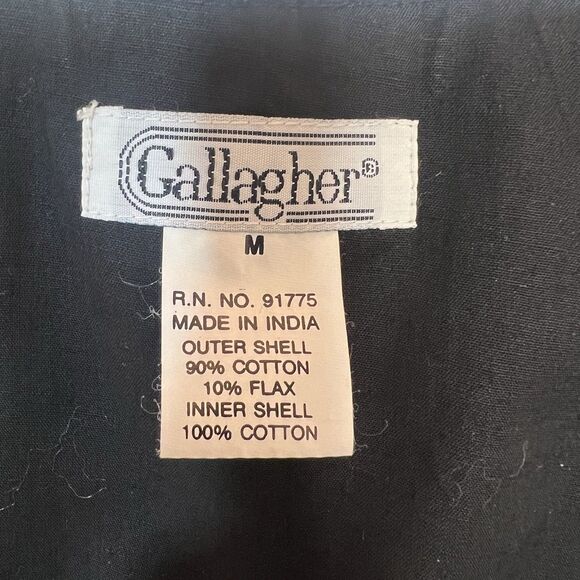 Gallagher®
M
R.N. NO. 91775
MADE IN INDIA
OUTER SHELL
90% COTTON
10% FLAX
INNER SHELL
100% COTTON